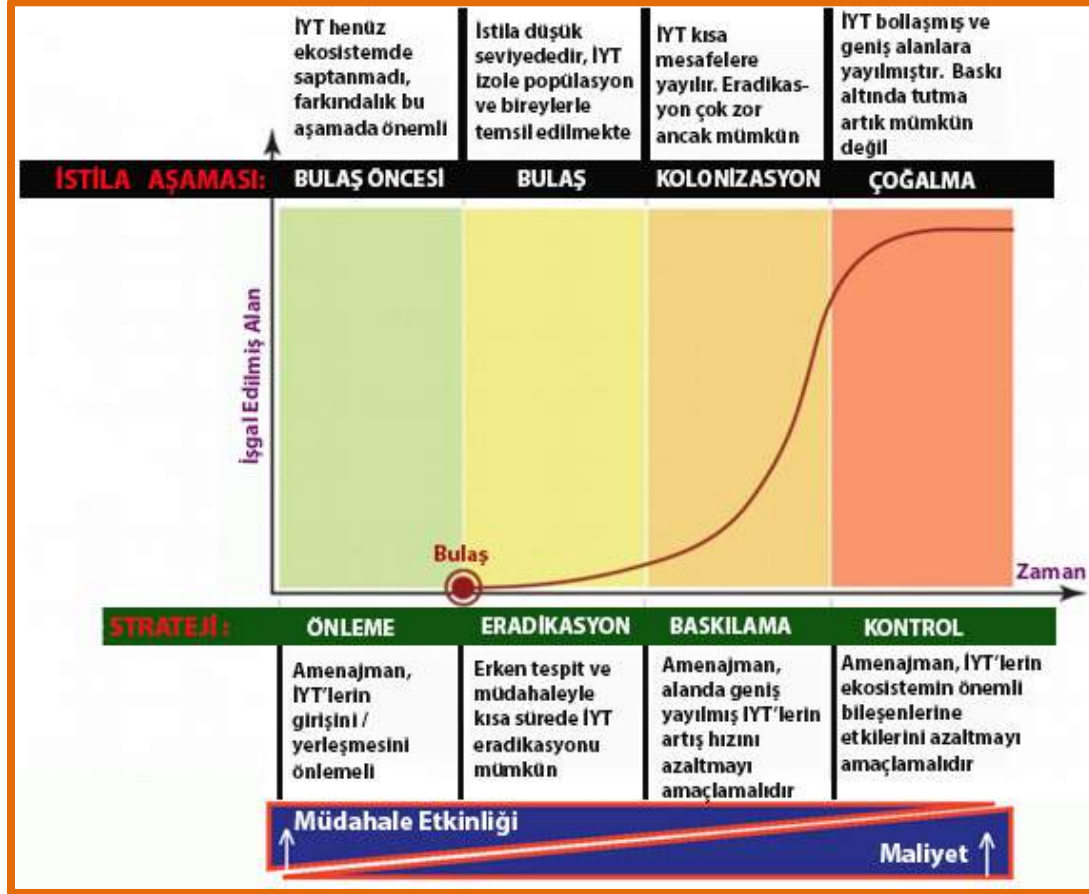 İYT henüz
ekosistemde
saptanmadı,
farkındalık bu
aşamada önemli
İstila düşük
seviyededir, İYT
izole popülasyon
ve bireylerle
temsil edilmekte
İYT kısa
mesafelere
yayılır. Eradikas-
yon çok zor
ancak mümkün
İYT bollaşmış ve
geniş alanlara
yayılmıştır. Baskı
altında tutma
artık mümkün
değil
İSTİLA AŞAMASI:
BULAŞ ÖNCESİ
BULAŞ
KOLONİZASYON
ÇOĞALMA
İşgal Edilmiş Alan
Bulaş
Zaman
STRATEJİ :
ÖNLEME
ERADİKASYON
BASKILAMA
KONTROL
Amenajman,
İYT'lerin
girişini /
yerleşmesini
önlemeli
Erken tespit ve
müdahaleyle
kısa sürede İYT
eradikasyonu
mümkün
Amenajman,
alanda geniş
yayılmış IYT'lerin
artış hızını
azaltmayı
amaçlamalıdır
Amenajman, İYT'lerin
ekosistemin önemli
bileşenlerine
etkilerini azaltmayı
amaçlamalıdır
Müdahale Etkinliği
Maliyet